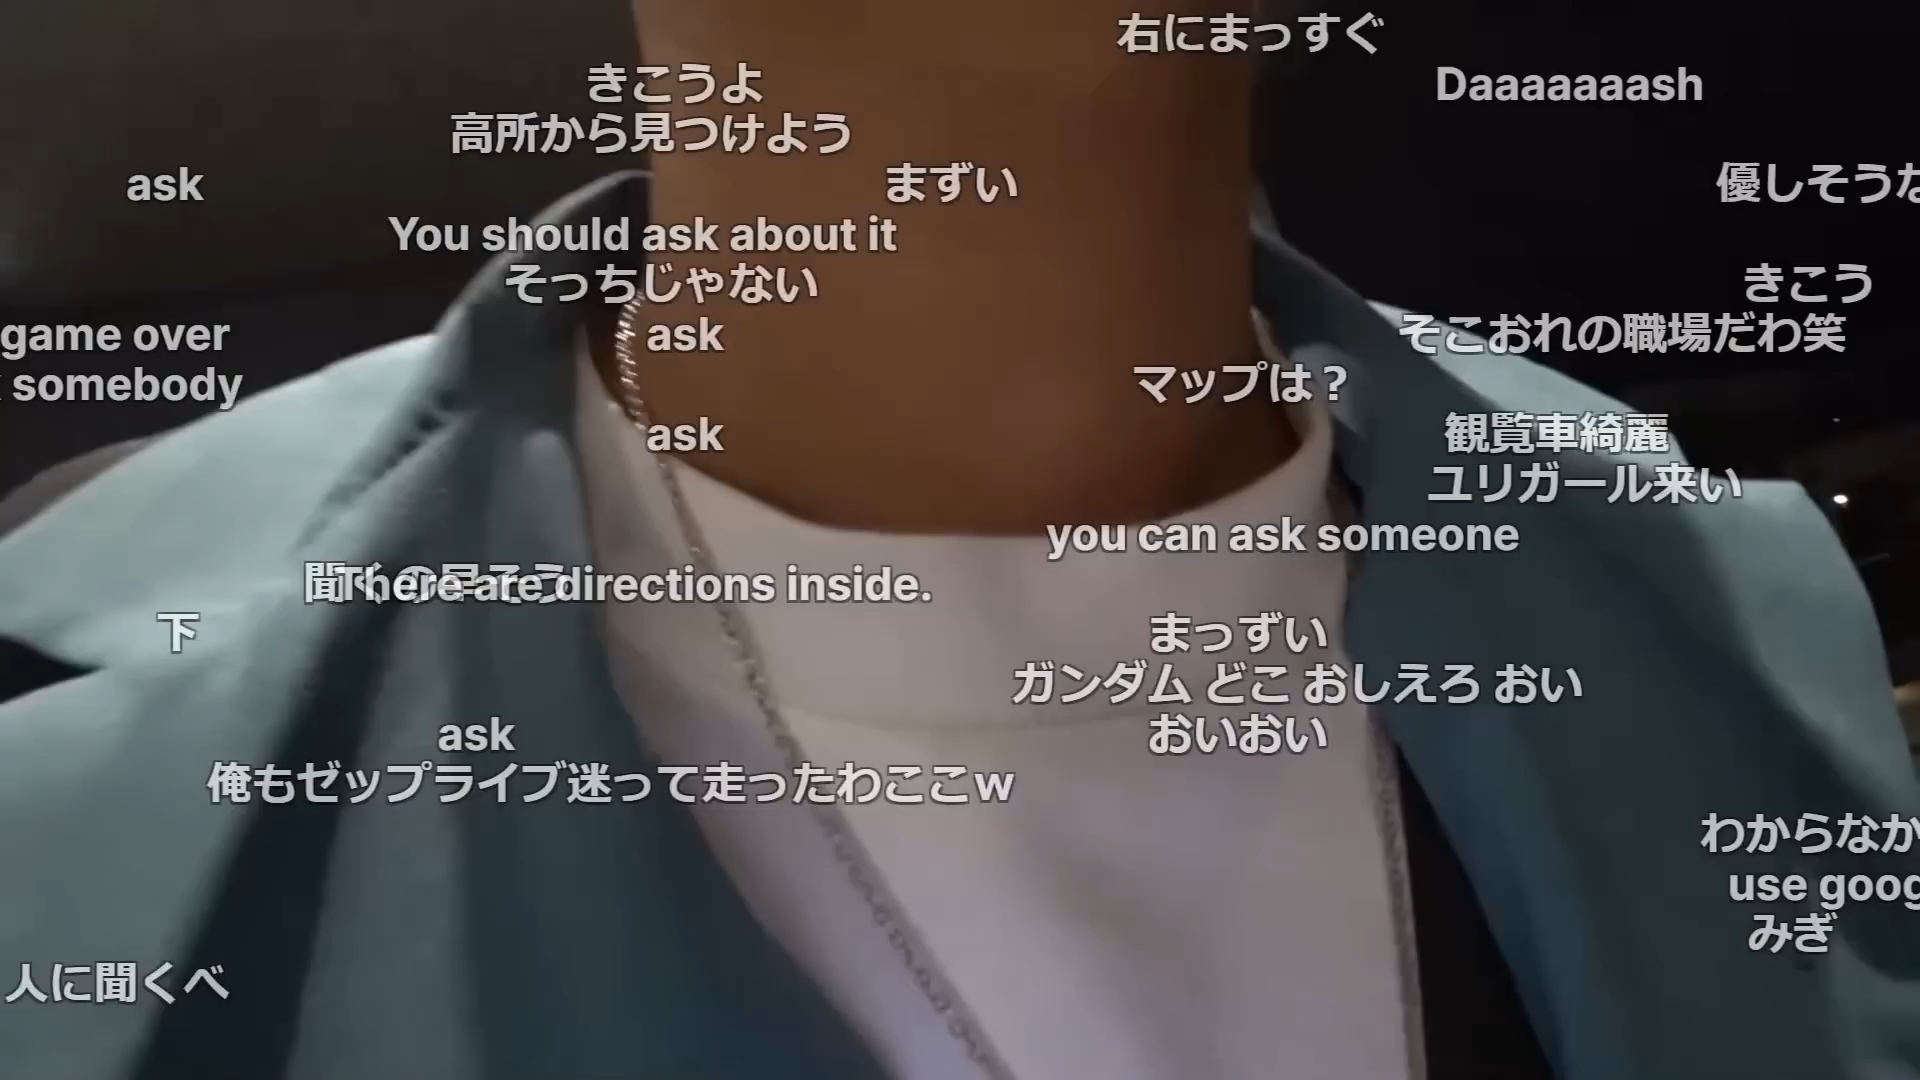 右にまっすぐ
きこうよ
Daaaaaaash
高所から見つけよう
ask
まずい
優しそうな
You should ask about it
そっちじゃない
きこう
game over
ask
そこおれの職場だわ笑
somebody
マップは？
ask
観覧車綺麗
ユリガール来い
you can ask someone
聞くの早そう
There are directions inside.
下
まっずい
ガンダム どこ おしえろ おい
ask
おいおい
俺もゼップライブ迷って走ったわここw
わからなか
use goog
みぎ
人に聞くべ